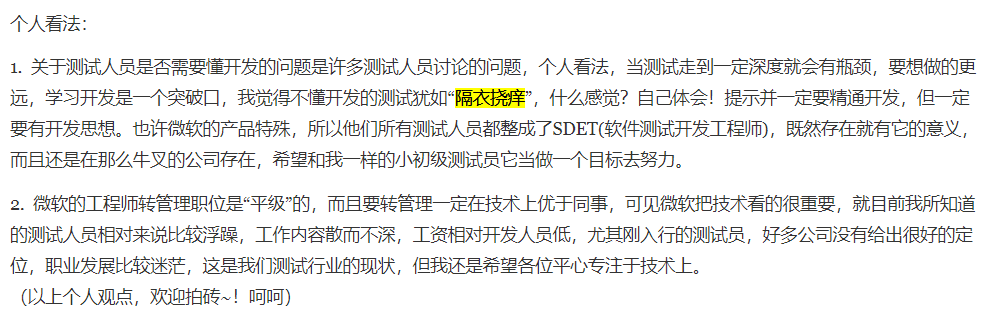 个人看法：
1. 关于测试人员是否需要懂开发的问题是许多测试人员讨论的问题，个人看法，当测试走到一定深度就会有瓶颈，要想做的更
远，学习开发是一个突破口，我觉得不懂开发的测试犹如“隔衣挠痒”，什么感觉？自己体会！提示并一定要精通开发，但一定
要有开发思想。也许微软的产品特殊，所以他们所有测试人员都整成了SDET(软件测试开发工程师)，既然存在就有它的意义，
而且还是在那么牛叉的公司存在，希望和我一样的小初级测试员它当做一个目标去努力。
2. 微软的工程师转管理职位是“平级”的，而且要转管理一定在技术上优于同事，可见微软把技术看的很重要，就目前我所知道
的测试人员相对来说比较浮躁，工作内容散而不深，工资相对开发人员低，尤其刚入行的测试员，好多公司没有给出很好的定
位，职业发展比较迷茫，这是我们测试行业的现状，但我还是希望各位平心专注于技术上。
（以上个人观点，欢迎拍砖~！呵呵）